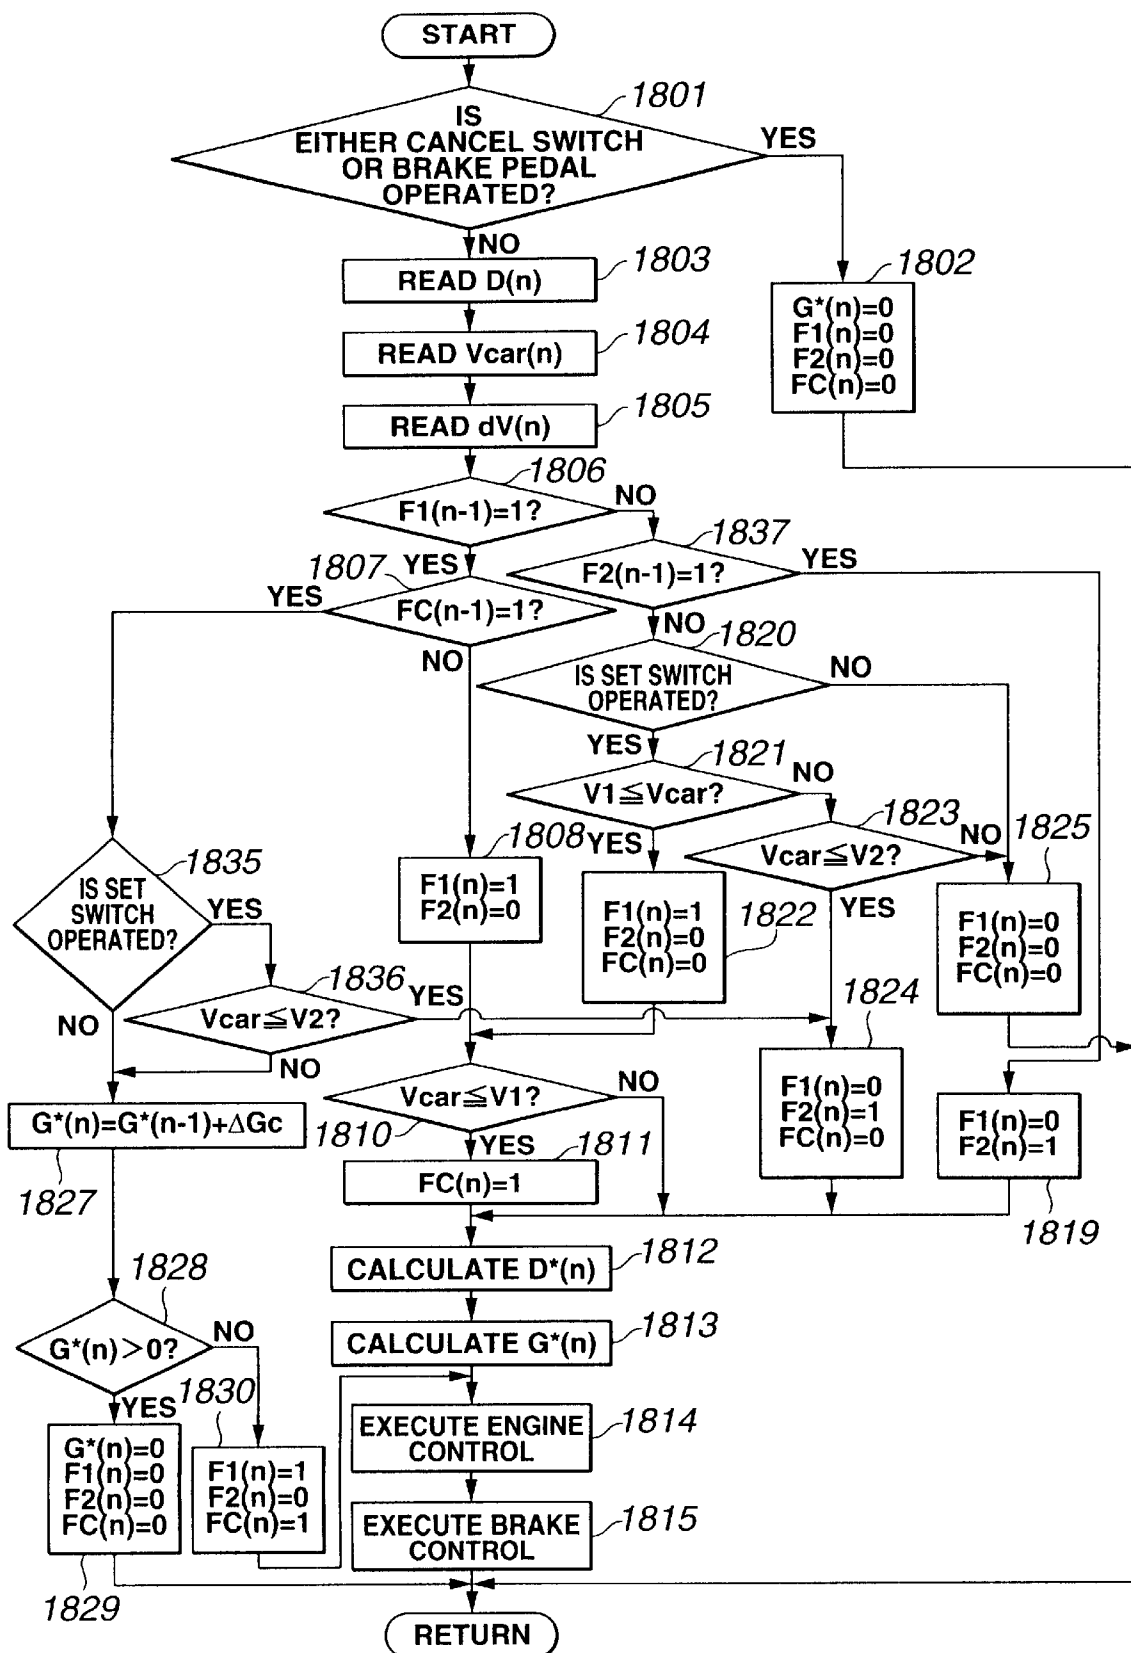 START
1801
IS
EITHER CANCEL SWITCH
OR BRAKE PEDAL
OPERATED?
YES
NO
1802
G*(n)=0
F1(n)=0
F2(n)=0
FC(n)=0
1803
READ D(n)
1804
READ Vcar(n)
1805
READ dV(n)
1806
F1(n-1)=1?
NO
YES
1837
F2(n-1)=1?
YES
NO
1807
FC(n-1)=1?
YES
NO
1820
IS SET SWITCH
OPERATED?
NO
YES
1821
V1≦Vcar?
NO
YES
1823
Vcar≦V2?
NO
YES
1825
F1(n)=0
F2(n)=0
FC(n)=0
1808
F1(n)=1
F2(n)=0
1822
F1(n)=1
F2(n)=0
FC(n)=0
1835
IS SET
SWITCH
OPERATED?
YES
NO
1836
Vcar≦V2?
YES
NO
1824
F1(n)=0
F2(n)=1
FC(n)=0
F1(n)=0
F2(n)=1
1819
Vcar≦V1?
1810
NO
YES
1811
FC(n)=1
G*(n)=G*(n-1)+ΔGc
1827
1812
CALCULATE D*(n)
1813
CALCULATE G*(n)
1828
G*(n)>0?
NO
YES
1830
F1(n)=1
F2(n)=0
FC(n)=1
G*(n)=0
F1(n)=0
F2(n)=0
FC(n)=0
1829
1814
EXECUTE ENGINE
CONTROL
1815
EXECUTE BRAKE
CONTROL
RETURN